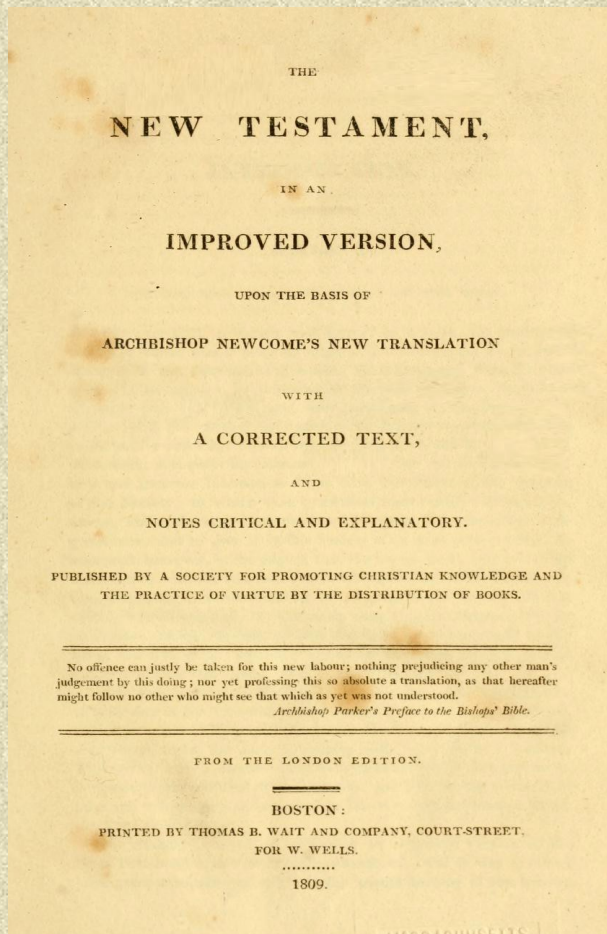 THE
NEW TESTAMENT,
IN AN
IMPROVED VERSION,
UPON THE BASIS OF
ARCHBISHOP NEWCOME'S NEW TRANSLATION
WITH
A CORRECTED TEXT,
AND
NOTES CRITICAL AND EXPLANATORY.
PUBLISHED BY A SOCIETY FOR PROMOTING CHRISTIAN KNOWLEDGE AND
THE PRACTICE OF VIRTUE BY THE DISTRIBUTION OF BOOKS.
No offence can justly be taken for this new labour; nothing prejudicing any other man's
judgement by this doing; nor yet professing this so absolute a translation, as that hereafter
might follow no other who might see that which as yet was not understood.
Archbishop Parker's Preface to the Bishops' Bible.
FROM THE LONDON EDITION.
BOSTON:
PRINTED BY THOMAS B. WAIT AND COMPANY, COURT-STREET,
FOR W. WELLS.
1809.